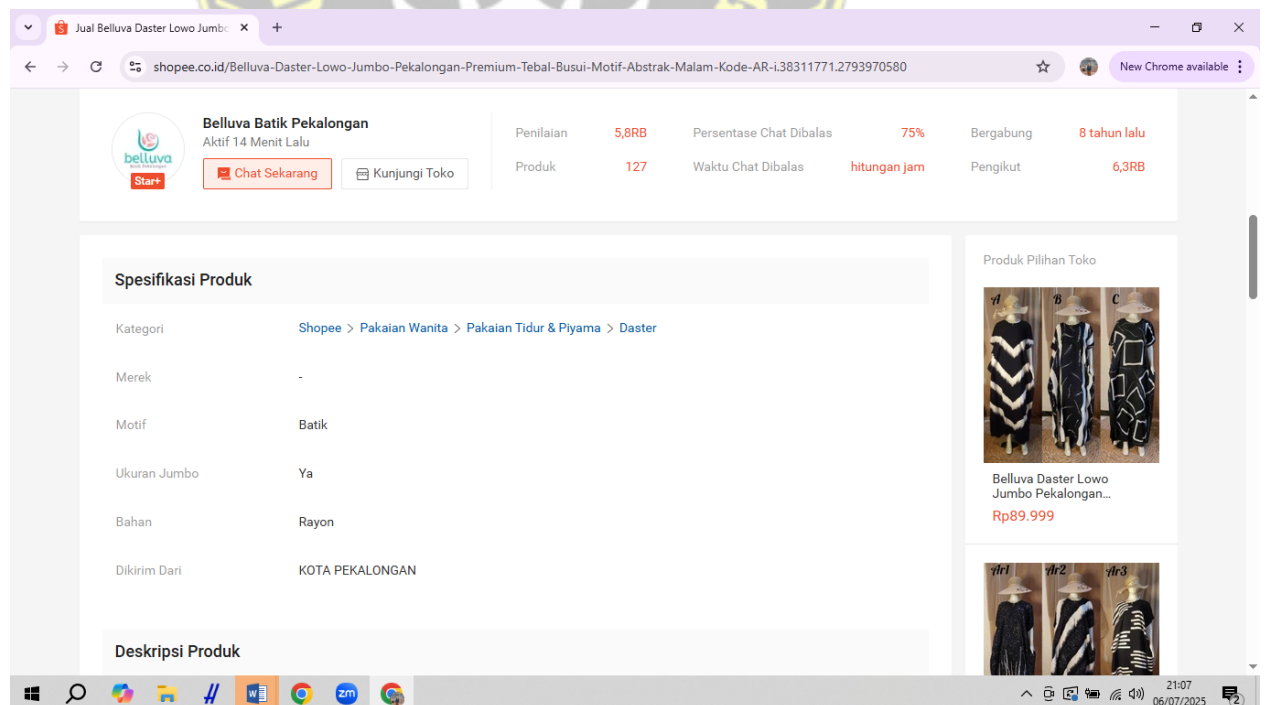 Jual Belluva Daster Lowo Jumbo
shopee.co.id/Belluva-Daster-Lowo-Jumbo-Pekalongan-Premium-Tebal-Busui-Motif-Abstrak-Malam-Kode-AR-i.38311771.2793970580
New Chrome available
belluva
Star+
Belluva Batik Pekalongan
Aktif 14 Menit Lalu
Chat Sekarang
Kunjungi Toko
Penilaian 5,8RB
Persentase Chat Dibalas 75%
Bergabung 8 tahun lalu
Produk 127
Waktu Chat Dibalas hitungan jam
Pengikut 6,3RB
Spesifikasi Produk
Kategori Shopee > Pakaian Wanita > Pakaian Tidur & Piyama > Daster
Merek -
Motif Batik
Ukuran Jumbo Ya
Bahan Rayon
Dikirim Dari KOTA PEKALONGAN
Deskripsi Produk
Produk Pilihan Toko
A B C
Belluva Daster Lowo
Jumbo Pekalongan...
Rp89.999
Ar1 Ar2 Ar3
zm
21:07
06/07/2025
2